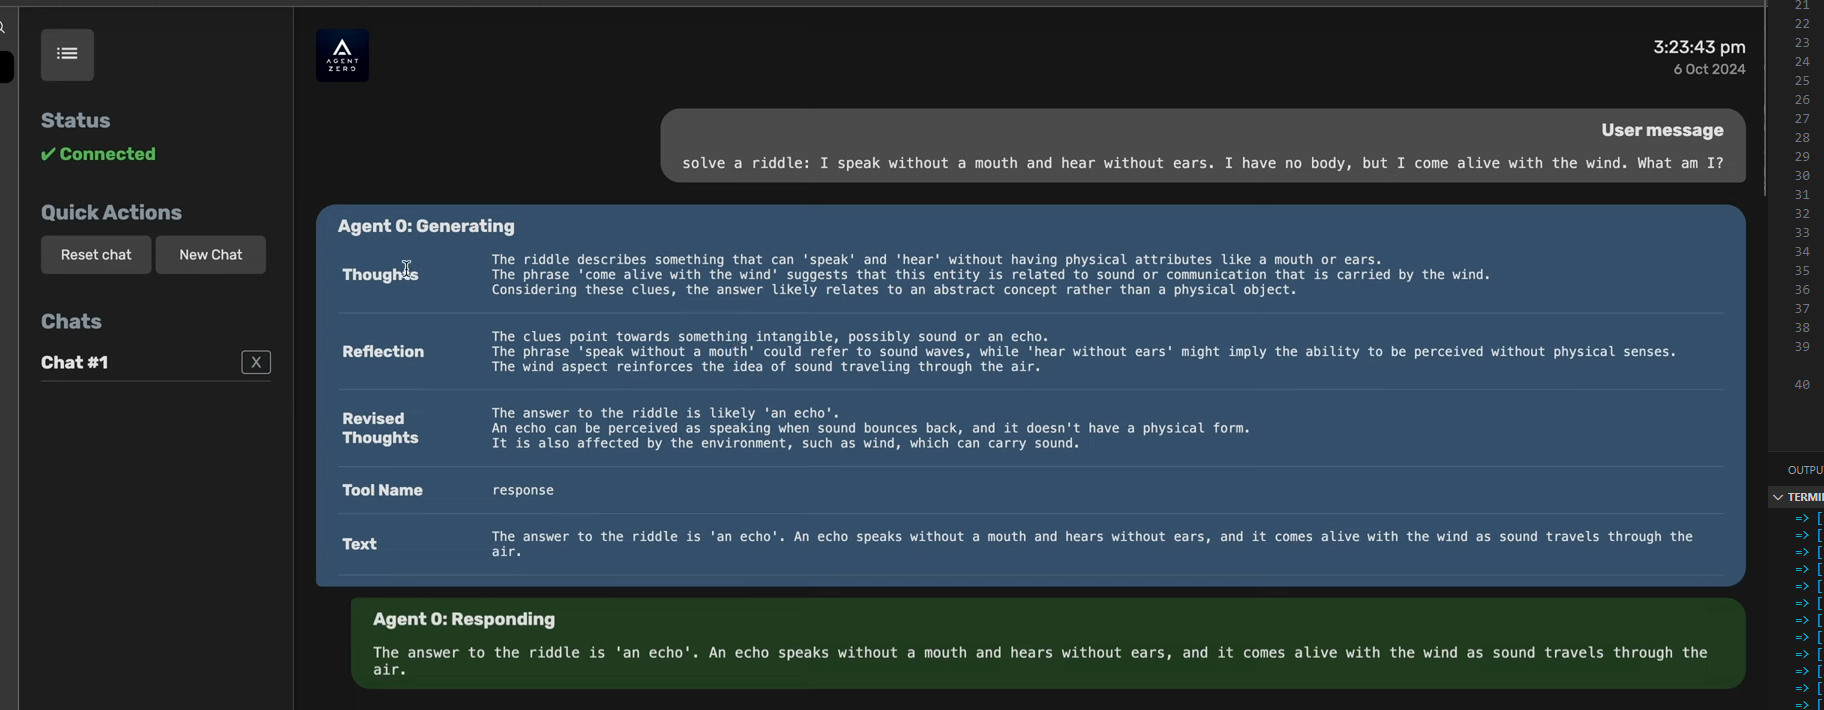 Status
✔ Connected
Quick Actions
Reset chat
New Chat
Chats
Chat #1
X
AGENT
ZERO
3:23:43 pm
6 Oct 2024
User message
solve a riddle: I speak without a mouth and hear without ears. I have no body, but I come alive with the wind. What am I?
Agent 0: Generating
Thoughts
The riddle describes something that can 'speak' and 'hear' without having physical attributes like a mouth or ears.
The phrase 'come alive with the wind' suggests that this entity is related to sound or communication that is carried by the wind.
Considering these clues, the answer likely relates to an abstract concept rather than a physical object.
Reflection
The clues point towards something intangible, possibly sound or an echo.
The phrase 'speak without a mouth' could refer to sound waves, while 'hear without ears' might imply the ability to be perceived without physical senses.
The wind aspect reinforces the idea of sound traveling through the air.
Revised
Thoughts
The answer to the riddle is likely 'an echo'.
An echo can be perceived as speaking when sound bounces back, and it doesn't have a physical form.
It is also affected by the environment, such as wind, which can carry sound.
Tool Name
response
Text
The answer to the riddle is 'an echo'. An echo speaks without a mouth and hears without ears, and it comes alive with the wind as sound travels through the
air.
Agent 0: Responding
The answer to the riddle is 'an echo'. An echo speaks without a mouth and hears without ears, and it comes alive with the wind as sound travels through the
air.
21
22
23
24
25
26
27
28
29
30
31
32
33
34
35
36
37
38
39
40
OUTPU
TERMI
=> [
=> [
=> [
=> [
=> [
=> [
=> [
=> [
=> [
=> [
=> [
=> [